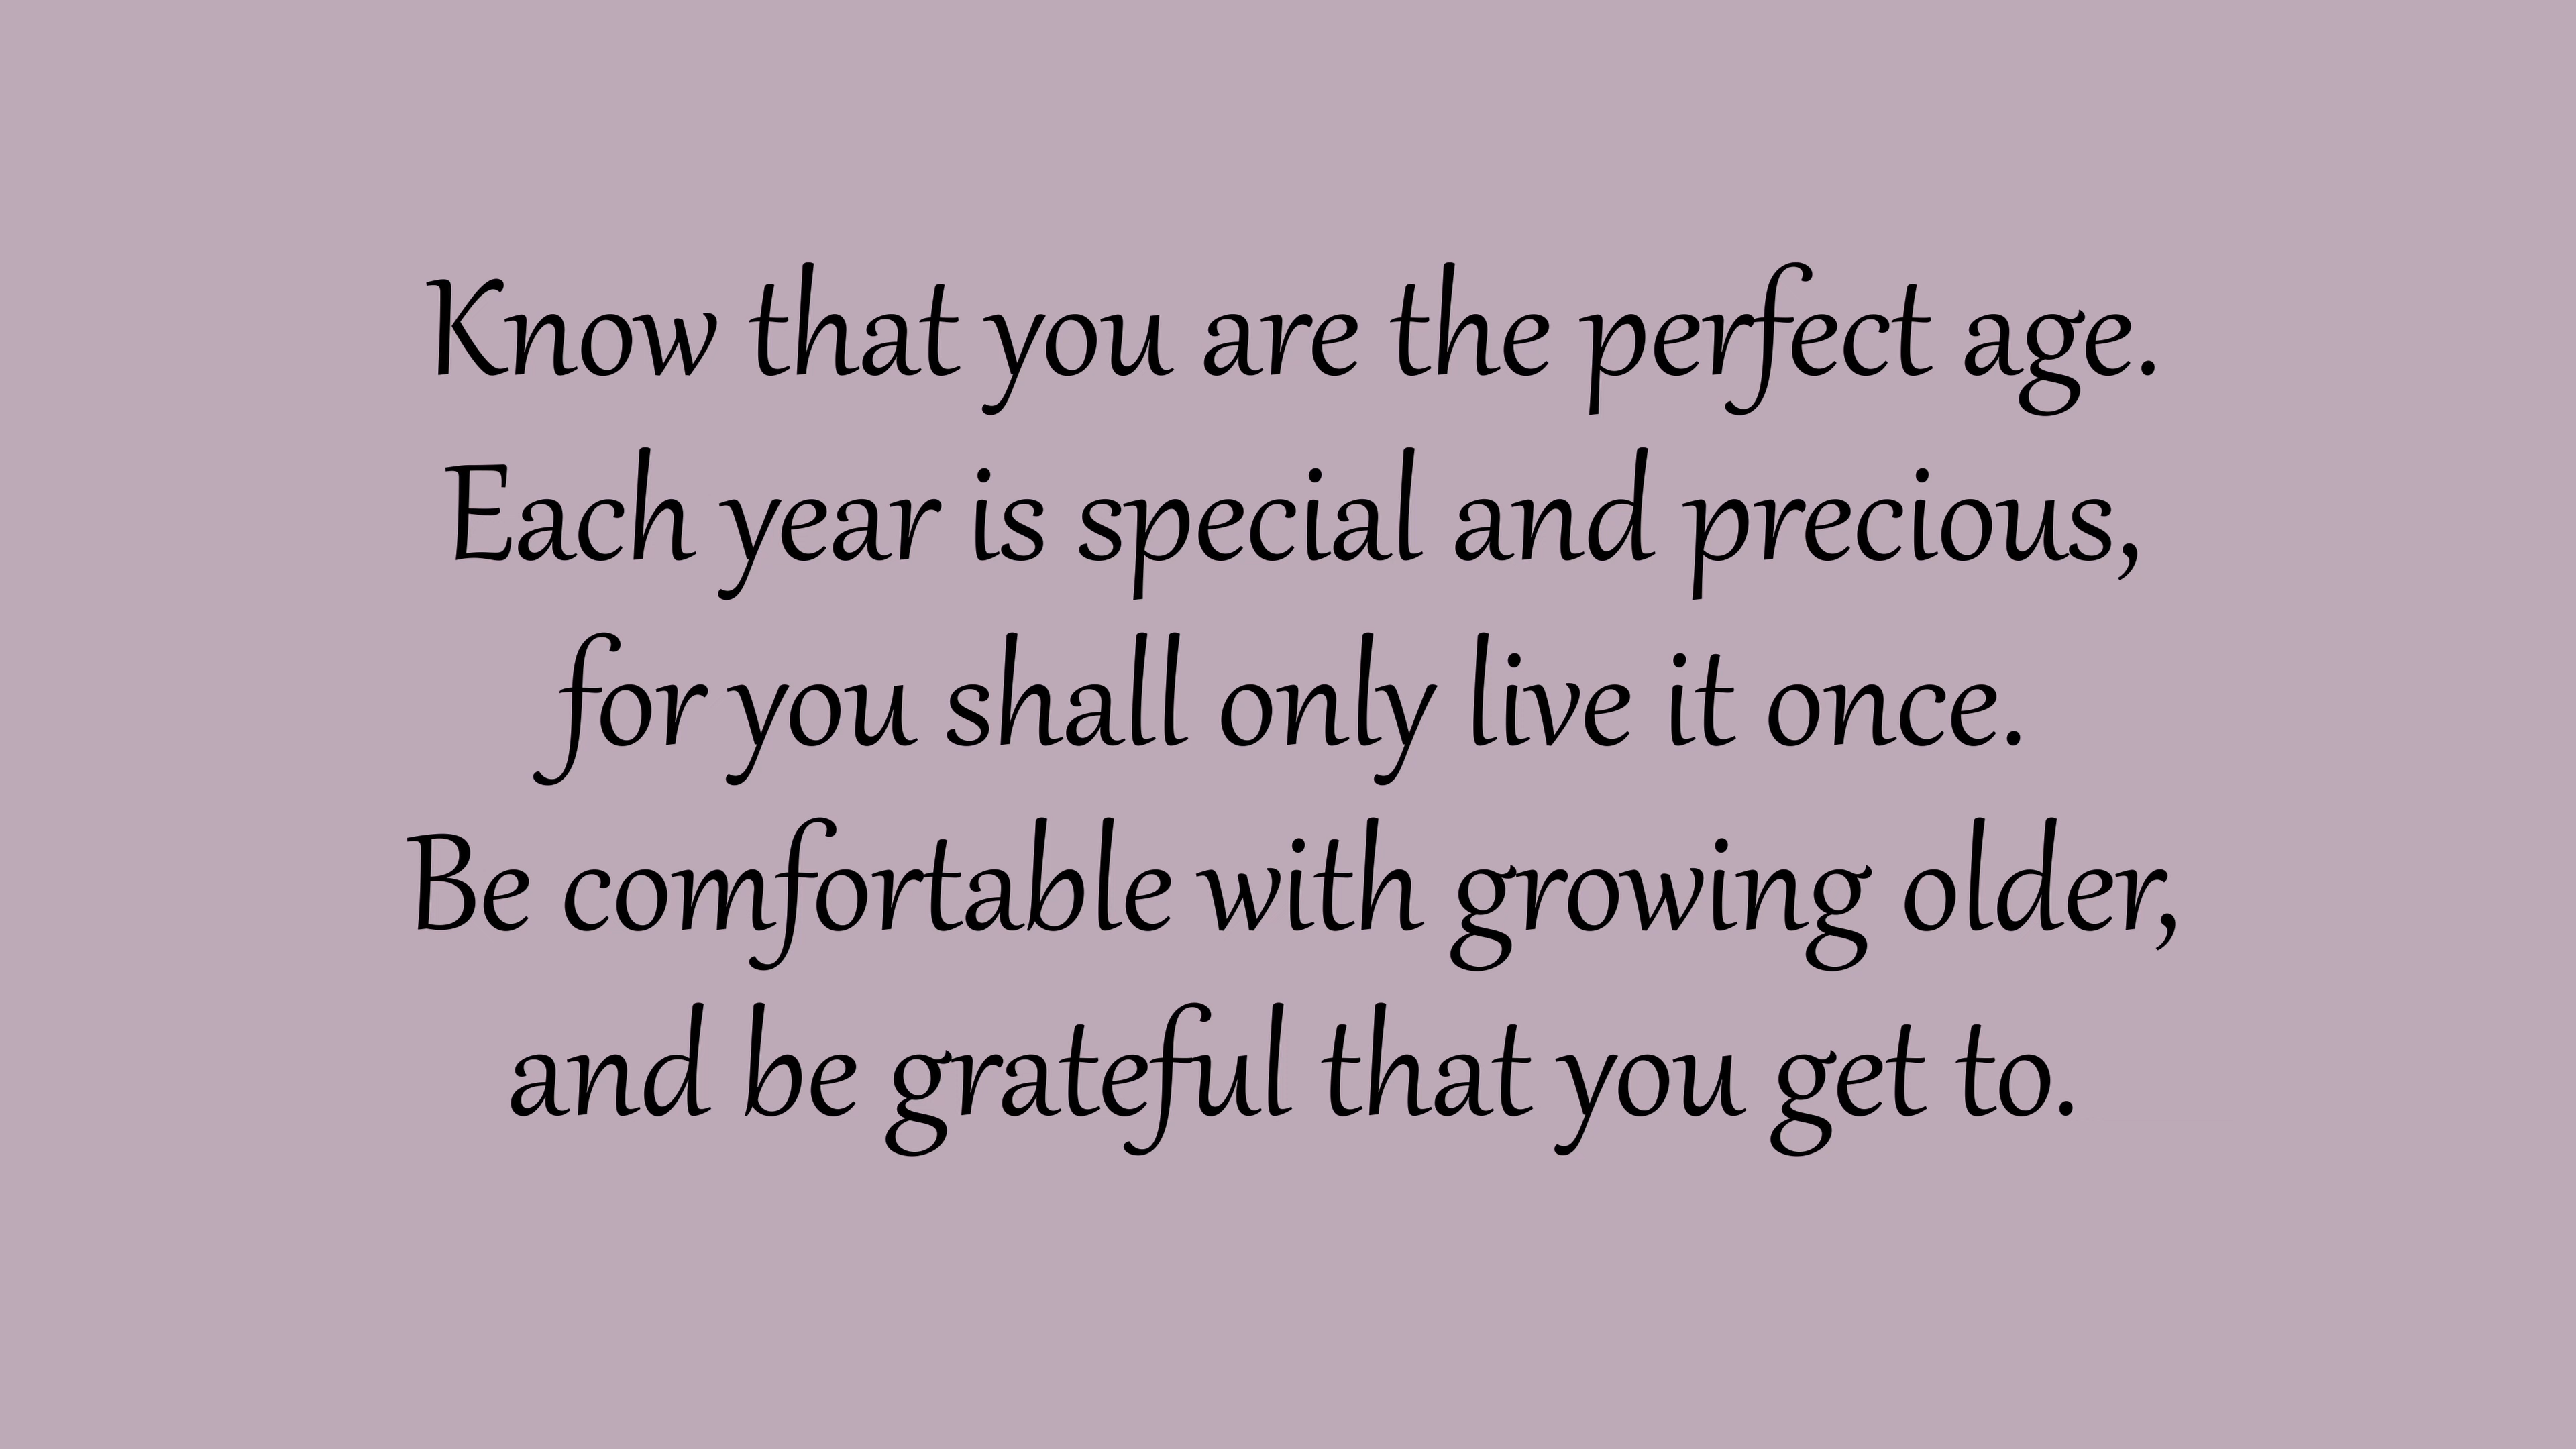 Know that you are the perfect age.
Each year is special and precious,
for you shall only live it once.
Be comfortable with growing older,
and be grateful that you get to.